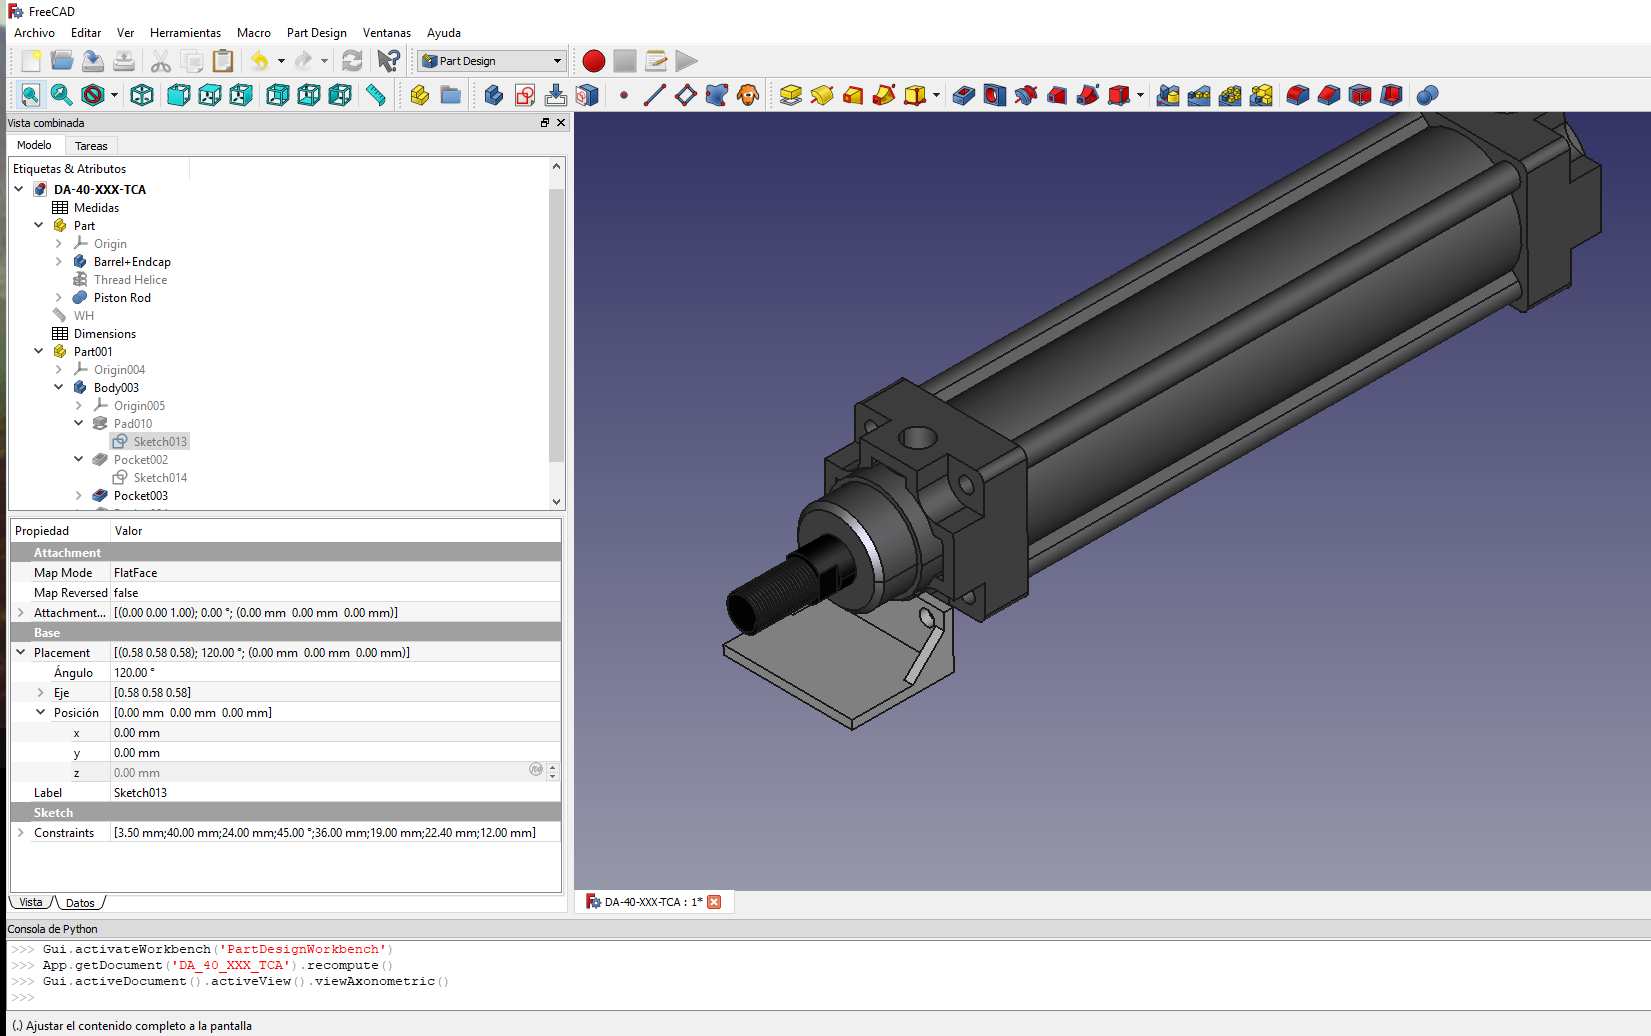 FreeCAD
Archivo Editar Ver Herramientas Macro Part Design Ventanas Ayuda
Part Design
Vista combinada
Modelo Tareas
Etiquetas & Atributos
DA-40-XXX-TCA
Medidas
Part
Origin
Barrel+Endcap
Thread Helice
Piston Rod
WH
Dimensions
Part001
Origin004
Body003
Origin005
Pad010
Sketch013
Pocket002
Sketch014
Pocket003
Propiedad Valor
Attachment
Map Mode FlatFace
Map Reversed false
Attachment... [(0.00 0.00 1.00); 0.00 °; (0.00 mm 0.00 mm 0.00 mm)]
Base
Placement [(0.58 0.58 0.58); 120.00 °; (0.00 mm 0.00 mm 0.00 mm)]
Ángulo 120.00 °
Eje [0.58 0.58 0.58]
Posición [0.00 mm 0.00 mm 0.00 mm]
x 0.00 mm
y 0.00 mm
z 0.00 mm
Label Sketch013
Sketch
Constraints [3.50 mm;40.00 mm;24.00 mm;45.00 °;36.00 mm;19.00 mm;22.40 mm;12.00 mm]
Vista Datos
DA-40-XXX-TCA : 1*
Consola de Python
>>> Gui.activateWorkbench('PartDesignWorkbench')
>>> App.getDocument('DA_40_XXX_TCA').recompute()
>>> Gui.activeDocument().activeView().viewAxonometric()
>>>
(.) Ajustar el contenido completo a la pantalla